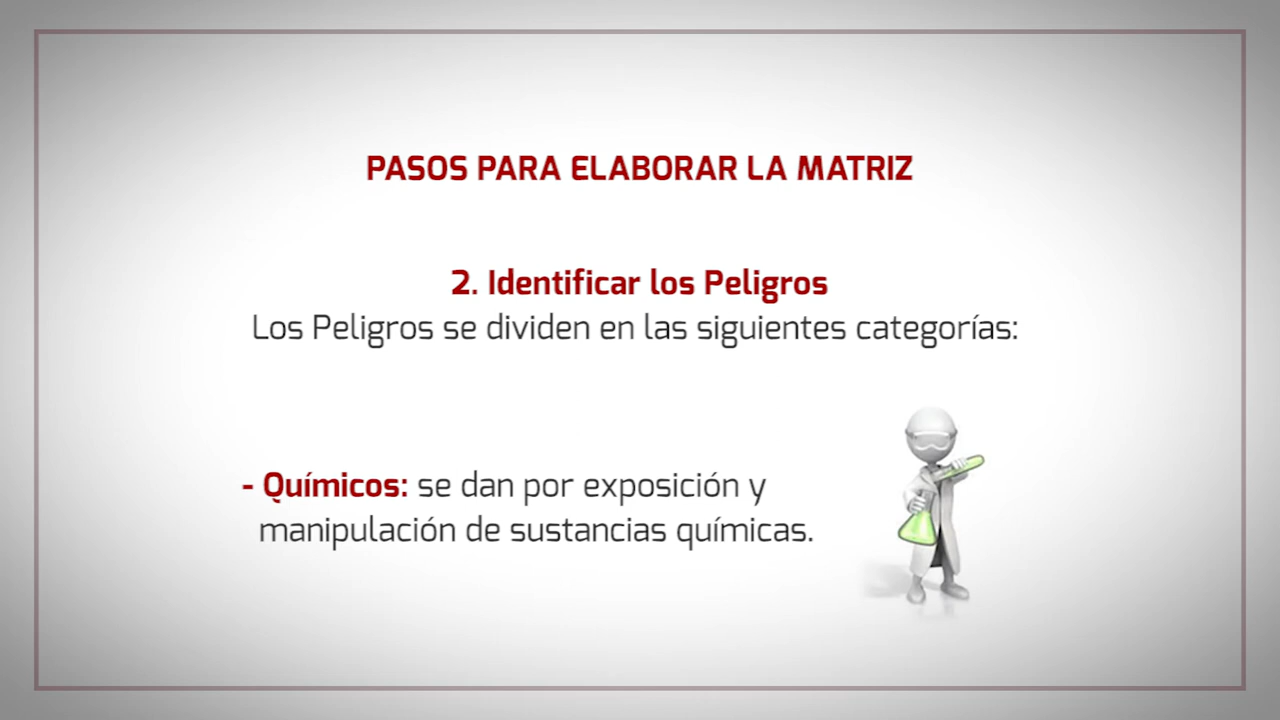 PASOS PARA ELABORAR LA MATRIZ
2. Identificar los Peligros
Los Peligros se dividen en las siguientes categorías:
- Químicos: se dan por exposición y
manipulación de sustancias químicas.